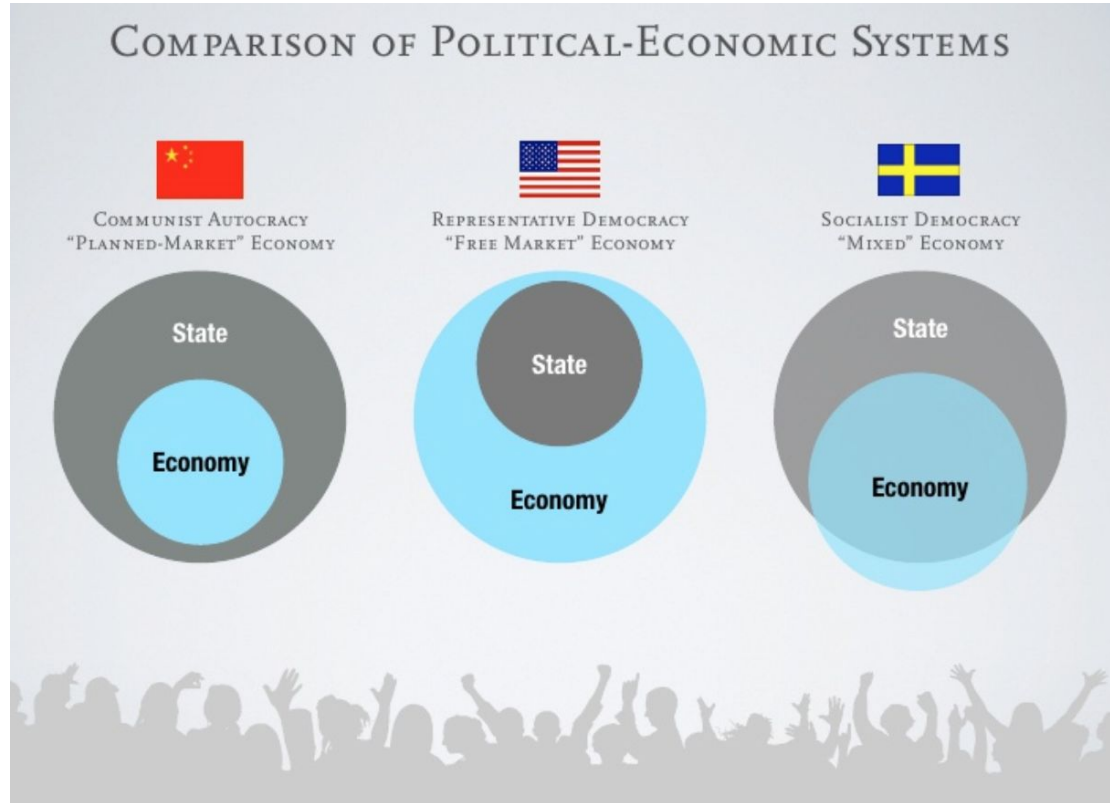 Comparison of Political-Economic Systems
Communist Autocracy
“Planned-Market” Economy
Representative Democracy
“Free Market” Economy
Socialist Democracy
“Mixed” Economy
State
Economy
State
Economy
State
Economy